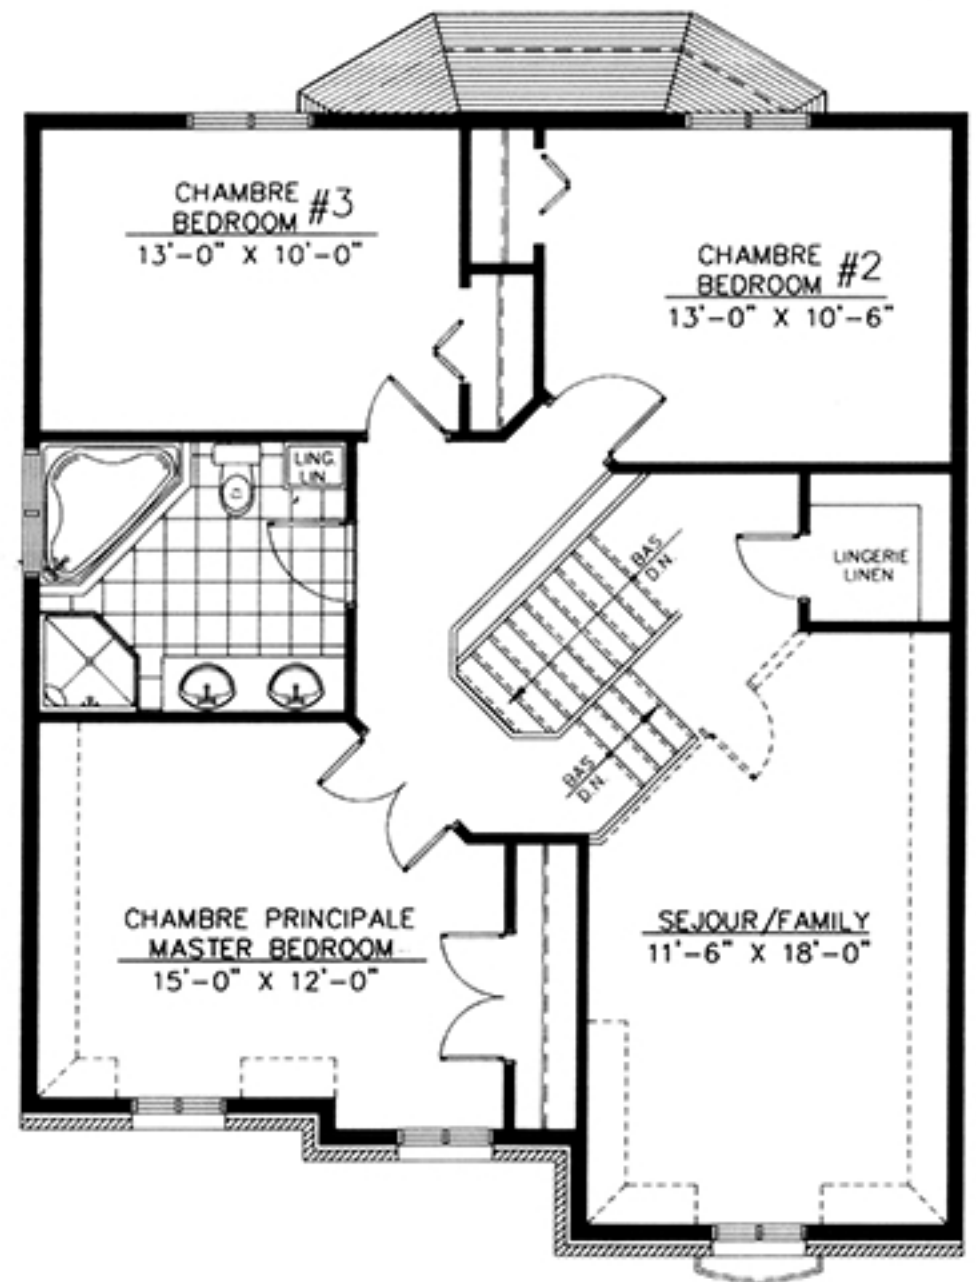 CHAMBRE
BEDROOM #3
13'-0" X 10'-0"
CHAMBRE
BEDROOM #2
13'-0" X 10'-6"
LING.
LIN.
BAS
D.N.
LINGERIE
LINEN
BAS
D.N.
CHAMBRE PRINCIPALE
MASTER BEDROOM
15'-0" X 12'-0"
SEJOUR/FAMILY
11'-6" X 18'-0"